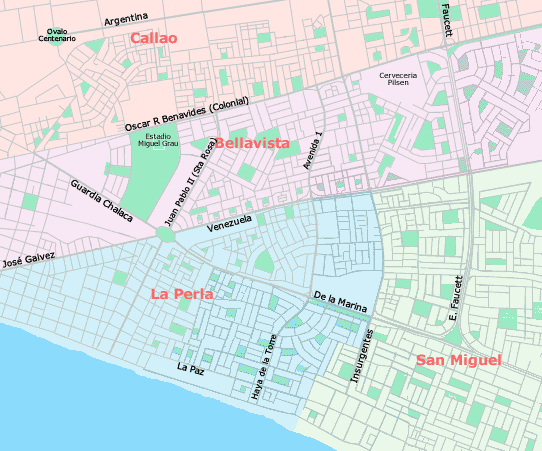 Argentina
Faucett
Ovalo
Centenario
Callao
Cerveceria
Pilsen
Oscar R Benavides (Colonial)
Estadio
Miguel Grau
Bellavista
Avenida 1
Juan Pablo II (Sta Rosa)
Guardia Chalaca
Venezuela
José Galvez
La Perla
De la Marina
E. Faucett
Insurgentes
San Miguel
Haya de la Torre
La Paz